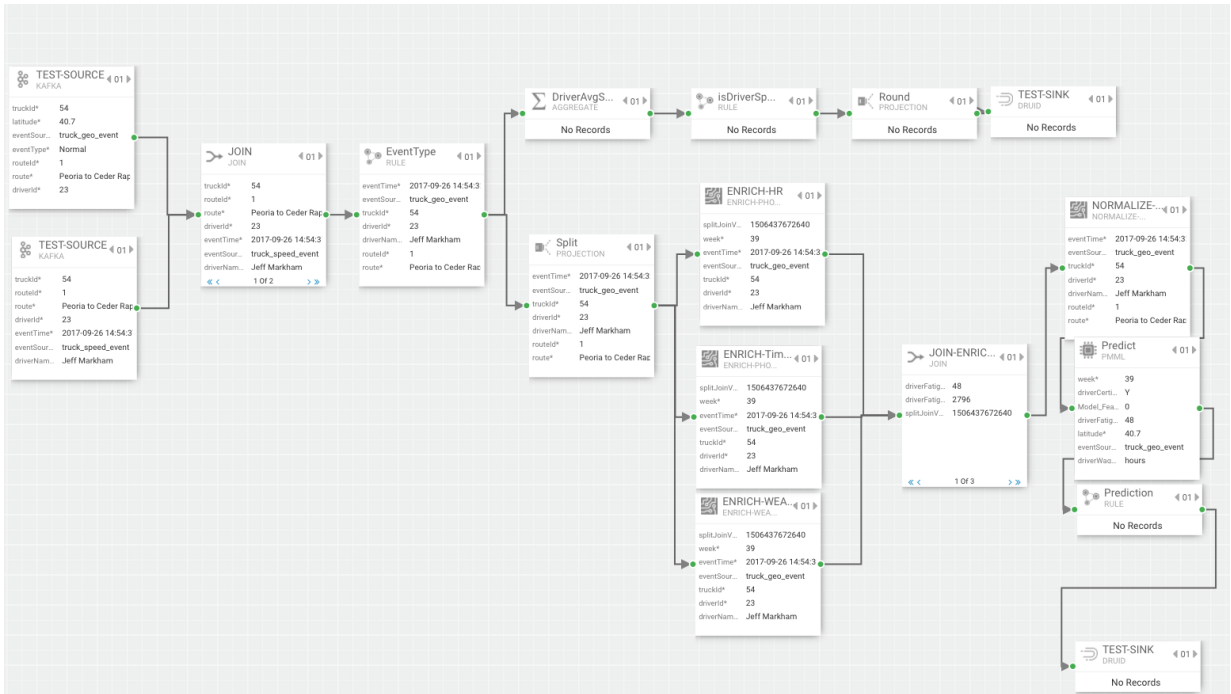 TEST-SOURCE 01
KAFKA
truckId* 54
latitude* 40.7
eventSour... truck_geo_event
eventType* Normal
routeId* 1
route* Peoria to Ceder Rap
driverId* 23
TEST-SOURCE 01
KAFKA
truckId* 54
routeId* 1
route* Peoria to Ceder Rap
driverId* 23
eventTime* 2017-09-26 14:54:3
eventSour... truck_speed_event
driverNam... Jeff Markham
JOIN 01
JOIN
truckId* 54
routeId* 1
route* Peoria to Ceder Rap
driverId* 23
eventTime* 2017-09-26 14:54:3
eventSour... truck_speed_event
driverNam... Jeff Markham
1 Of 2
EventType 01
RULE
eventTime* 2017-09-26 14:54:3
eventSour... truck_geo_event
truckId* 54
driverId* 23
driverNam... Jeff Markham
routeId* 1
route* Peoria to Ceder Rap
DriverAvgS... 01
AGGREGATE
No Records
isDriverSp... 01
RULE
No Records
Round 01
PROJECTION
No Records
TEST-SINK 01
DRUID
No Records
Split 01
PROJECTION
eventTime* 2017-09-26 14:54:3
eventSour... truck_geo_event
truckId* 54
driverId* 23
driverNam... Jeff Markham
routeId* 1
route* Peoria to Ceder Rap
ENRICH-HR 01
ENRICH-PHO...
splitJoinV... 1506437672640
week* 39
eventTime* 2017-09-26 14:54:3
eventSour... truck_geo_event
truckId* 54
driverId* 23
driverNam... Jeff Markham
ENRICH-Tim... 01
ENRICH-PHO...
splitJoinV... 1506437672640
week* 39
eventTime* 2017-09-26 14:54:3
eventSour... truck_geo_event
truckId* 54
driverId* 23
driverNam... Jeff Markham
ENRICH-WEA... 01
ENRICH-WEA...
splitJoinV... 1506437672640
week* 39
eventTime* 2017-09-26 14:54:3
eventSour... truck_geo_event
truckId* 54
driverId* 23
driverNam... Jeff Markham
JOIN-ENRIC... 01
JOIN
driverFatig... 48
driverFatig... 2796
splitJoinV... 1506437672640
1 Of 3
NORMALIZE-... 01
NORMALIZE-...
eventTime* 2017-09-26 14:54:3
eventSour... truck_geo_event
truckId* 54
driverId* 23
driverNam... Jeff Markham
routeId* 1
route* Peoria to Ceder Rap
Predict 01
PMML
week* 39
driverCerti... Y
Model_Fea... 0
driverFatig... 48
latitude* 40.7
eventSour... truck_geo_event
driverWag... hours
Prediction 01
RULE
No Records
TEST-SINK 01
DRUID
No Records